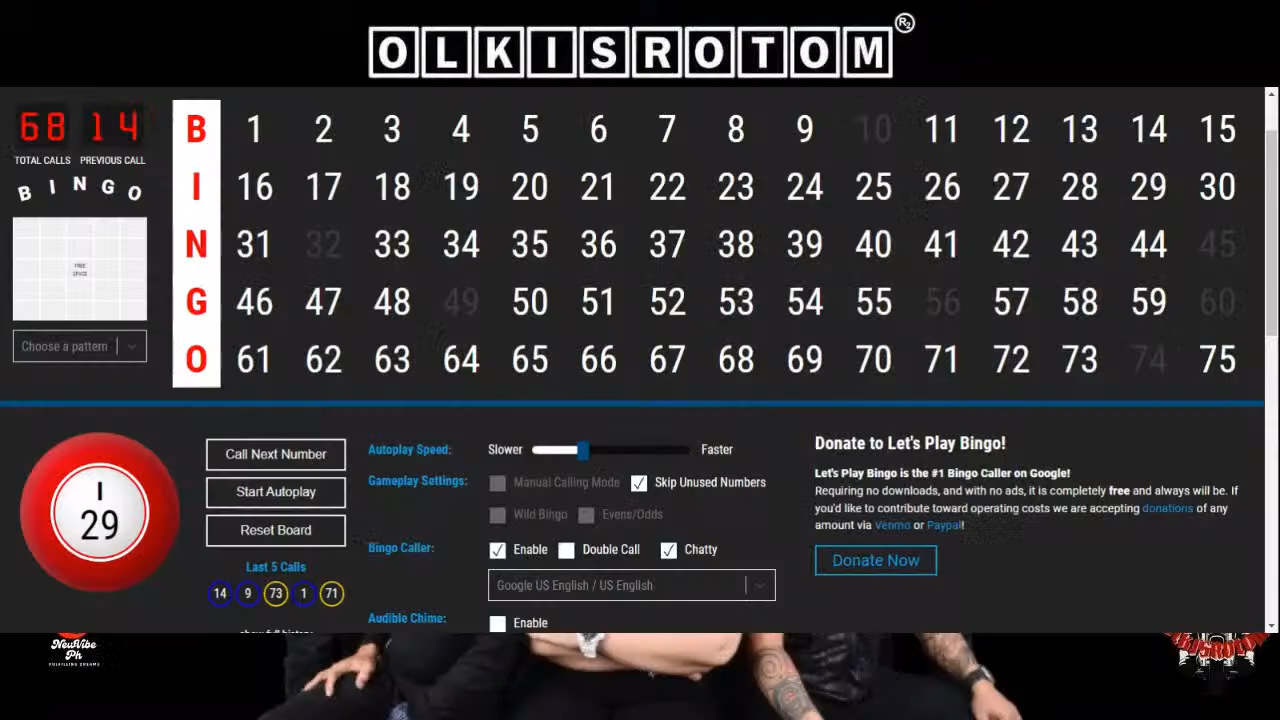 OLKISROTOM R2
68 14
TOTAL CALLS PREVIOUS CALL
BINGO
FREE
SPACE
Choose a pattern
B 1 2 3 4 5 6 7 8 9 10 11 12 13 14 15
I 16 17 18 19 20 21 22 23 24 25 26 27 28 29 30
N 31 32 33 34 35 36 37 38 39 40 41 42 43 44 45
G 46 47 48 49 50 51 52 53 54 55 56 57 58 59 60
O 61 62 63 64 65 66 67 68 69 70 71 72 73 74 75
I
29
Call Next Number
Start Autoplay
Reset Board
Last 5 Calls
14 9 73 1 71
Autoplay Speed: Slower Faster
Gameplay Settings: Manual Calling Mode Skip Unused Numbers
Wild Bingo Evens/Odds
Bingo Caller: Enable Double Call Chatty
Google US English / US English
Audible Chime: Enable
Donate to Let's Play Bingo!
Let's Play Bingo is the #1 Bingo Caller on Google!
Requiring no downloads, and with no ads, it is completely free and always will be. If
you'd like to contribute toward operating costs we are accepting donations of any
amount via Venmo or Paypal!
Donate Now
NewVibe
Ph
FULFILLING DREAMS